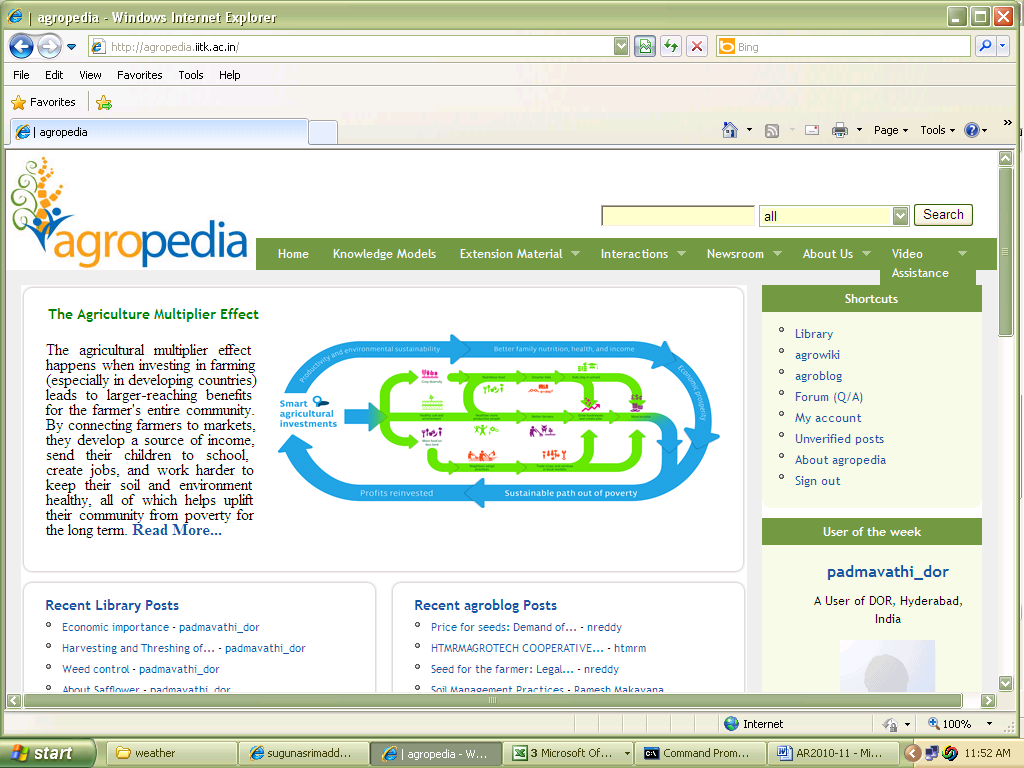 | agropedia - Windows Internet Explorer
http://agropedia.iitk.ac.in/
Bing
File Edit View Favorites Tools Help
Favorites
| agropedia
Page Tools
agropedia
all
Search
Home Knowledge Models Extension Material Interactions Newsroom About Us Video Assistance
The Agriculture Multiplier Effect
The agricultural multiplier effect
happens when investing in farming
(especially in developing countries)
leads to larger-reaching benefits
for the farmer's entire community.
By connecting farmers to markets,
they develop a source of income,
send their children to school,
create jobs, and work harder to
keep their soil and environment
healthy, all of which helps uplift
their community from poverty for
the long term. Read More...
Productivity and environmental sustainability
Better family nutrition, health, and income
Economic prosperity
Smart
agricultural
investments
Profits reinvested
Sustainable path out of poverty
Shortcuts
Library
agrowiki
agroblog
Forum (Q/A)
My account
Unverified posts
About agropedia
Sign out
User of the week
padmavathi_dor
A User of DOR, Hyderabad,
India
Recent Library Posts
Economic importance - padmavathi_dor
Harvesting and Threshing of... - padmavathi_dor
Weed control - padmavathi_dor
About Safflower - padmavathi_dor
Recent agroblog Posts
Price for seeds: Demand of... - nreddy
HTMRMAGROTECH COOPERATIVE... - htmrm
Seed for the farmer: Legal... - nreddy
Soil Management Practices - Ramesh Makavana
Internet
100%
start
weather
sugunasrimadd...
| agropedia - W...
3 Microsoft Of...
Command Prom...
AR2010-11 - Mi...
11:52 AM